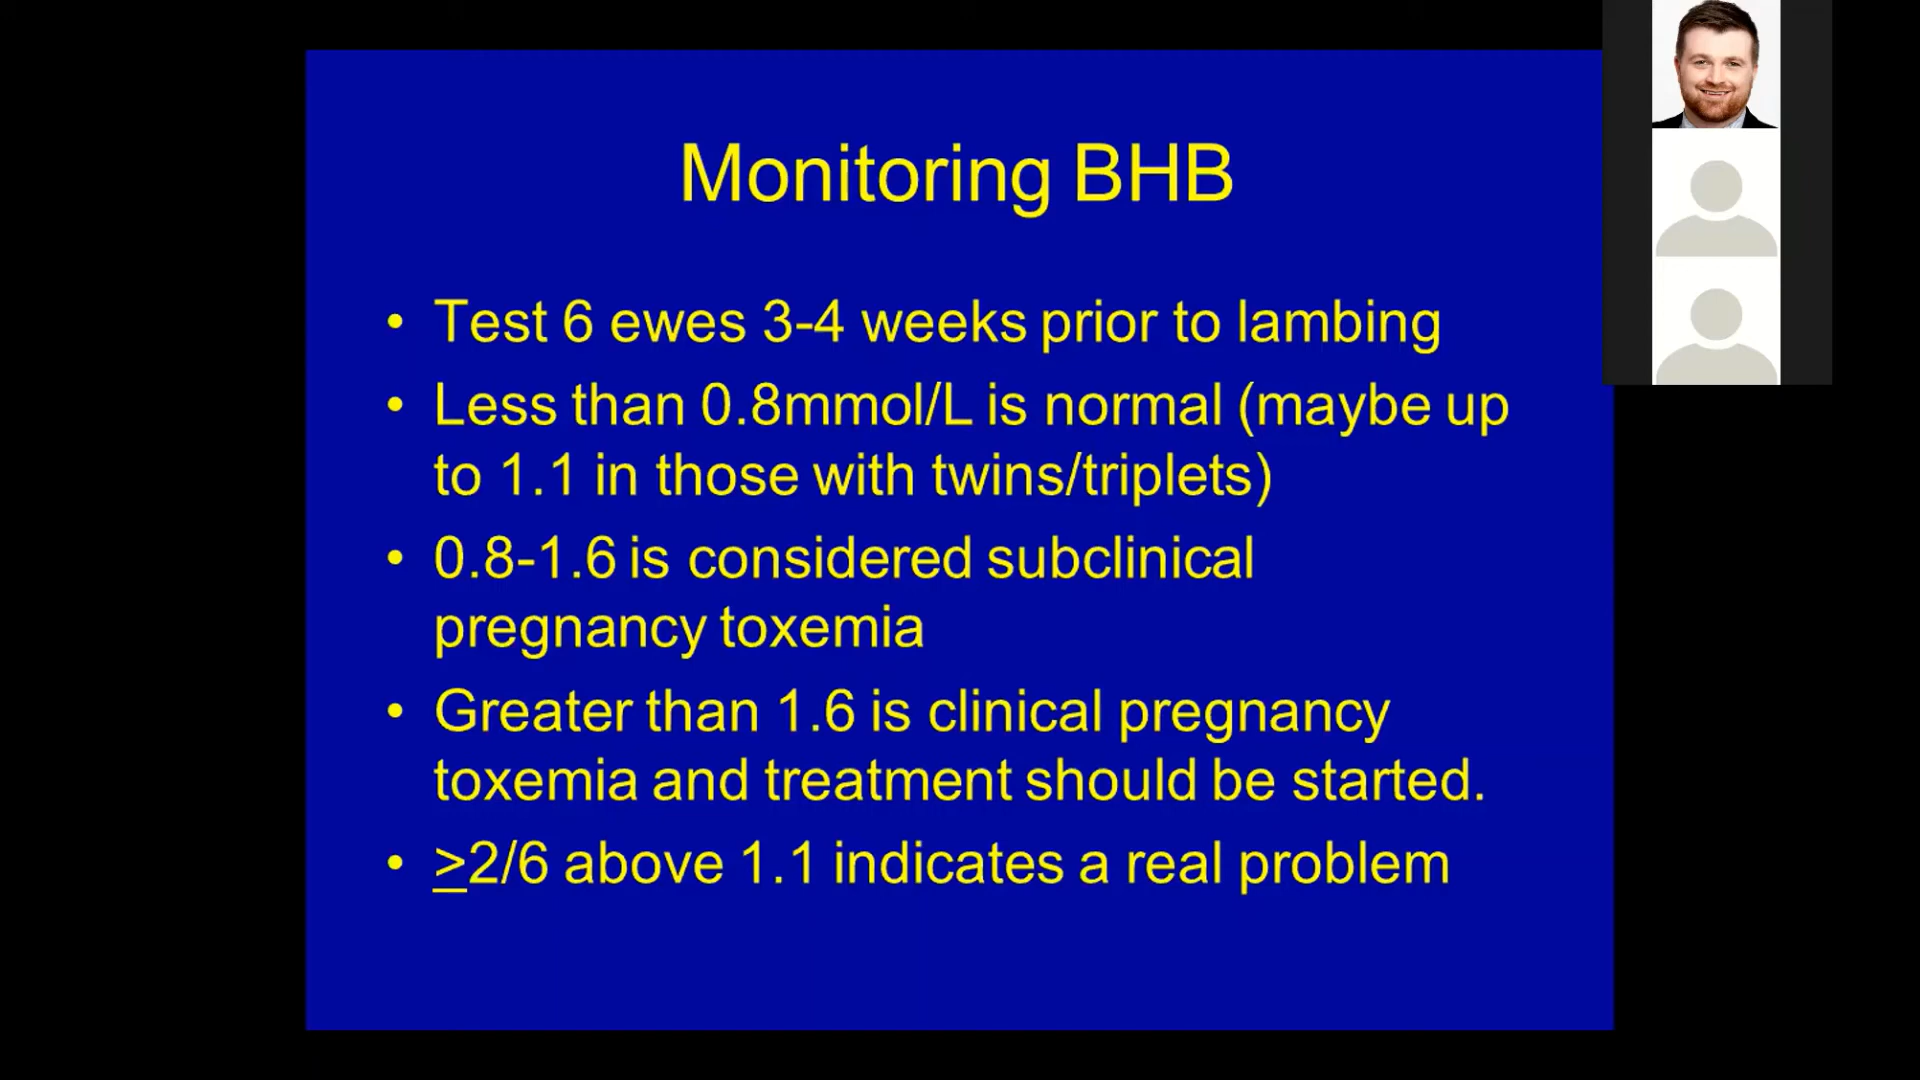 Monitoring BHB
• Test 6 ewes 3-4 weeks prior to lambing
• Less than 0.8mmol/L is normal (maybe up
to 1.1 in those with twins/triplets)
• 0.8-1.6 is considered subclinical
pregnancy toxemia
• Greater than 1.6 is clinical pregnancy
toxemia and treatment should be started.
• >2/6 above 1.1 indicates a real problem